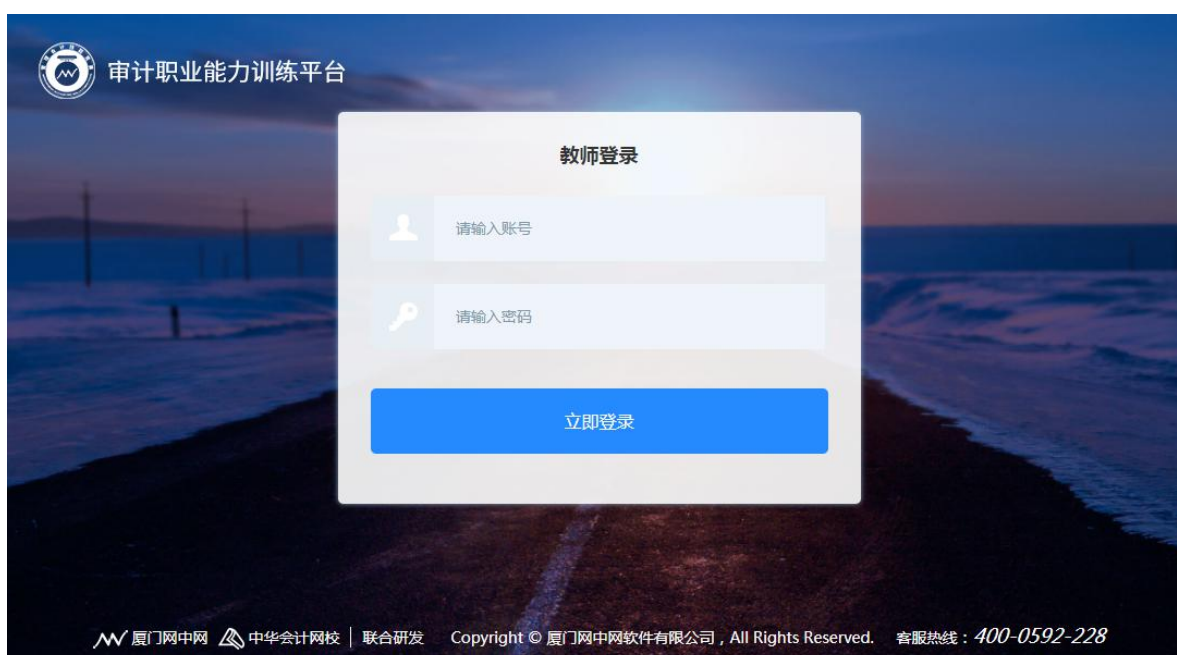 审计职业能力训练平台
教师登录
请输入账号
请输入密码
立即登录
厦门网中网 中华会计网校 | 联合研发 Copyright © 厦门网中网软件有限公司，All Rights Reserved. 客服热线：400-0592-228